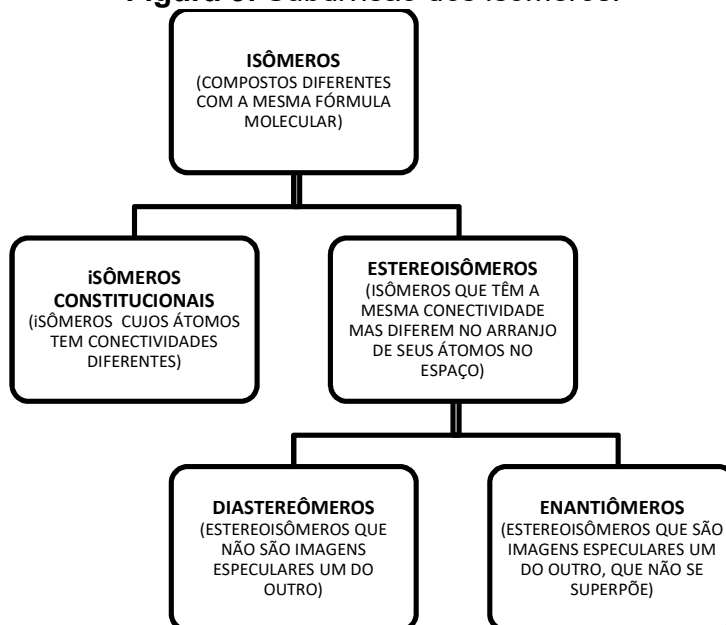 Figura 3. Subdivisão dos isômeros.
ISÔMEROS
(COMPOSTOS DIFERENTES
COM A MESMA FÓRMULA
MOLECULAR)
iSÔMEROS
CONSTITUCIONAIS
(iSÔMEROS CUJOS ÁTOMOS
TEM CONECTIVIDADES
DIFERENTES)
ESTEREOISÔMEROS
(ISÔMEROS QUE TÊM A
MESMA CONECTIVIDADE
MAS DIFEREM NO ARRANJO
DE SEUS ÁTOMOS NO
ESPAÇO)
DIASTEREÔMEROS
(ESTEREOISÔMEROS QUE
NÃO SÃO IMAGENS
ESPECULARES UM DO
OUTRO)
ENANTIÔMEROS
(ESTEREOISÔMEROS QUE SÃO
IMAGENS ESPECULARES UM
DO OUTRO, QUE NÃO SE
SUPERPÕE)